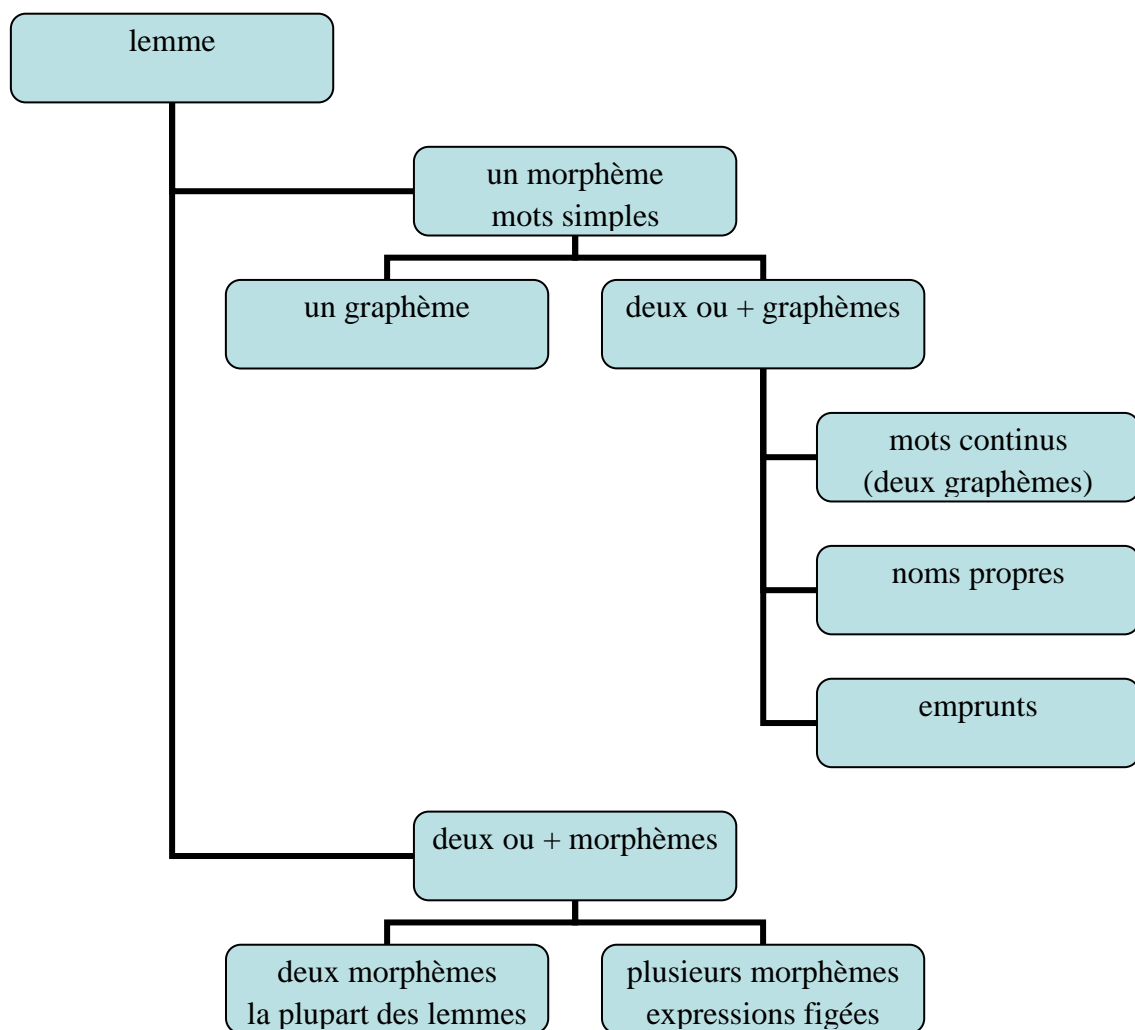 lemme
un morphème
mots simples
un graphème
deux ou + graphèmes
mots continus
(deux graphèmes)
noms propres
emprunts
deux ou + morphèmes
deux morphèmes
la plupart des lemmes
plusieurs morphèmes
expressions figées